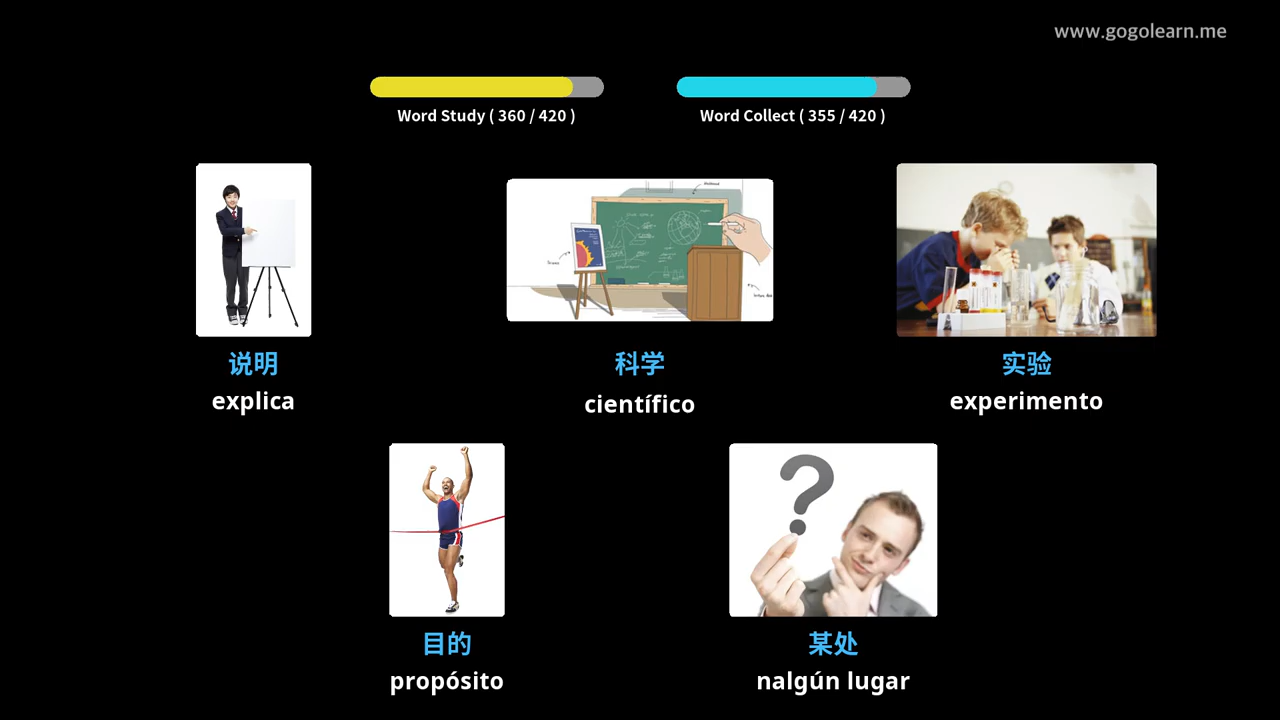 www.gogolearn.me
Word Study ( 360 / 420 )
Word Collect ( 355 / 420 )
说明
explica
科学
científico
实验
experimento
目的
propósito
某处
nalgún lugar